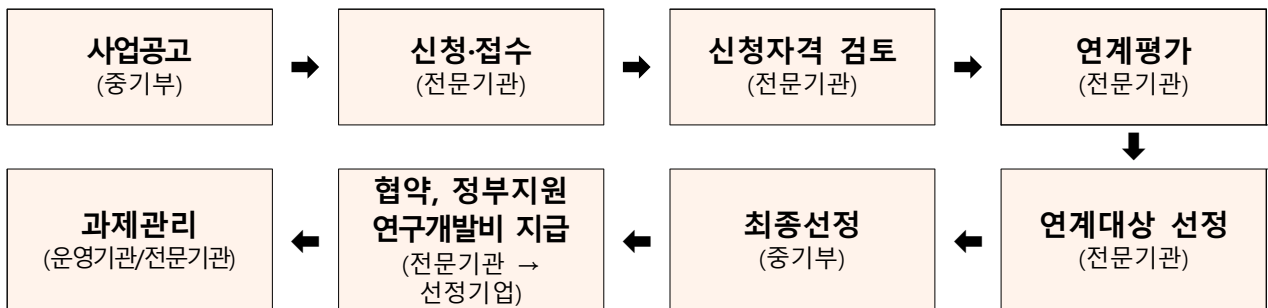 사업공고
(중기부)
신청·접수
(전문기관)
신청자격 검토
(전문기관)
연계평가
(전문기관)
연계대상 선정
(전문기관)
최종선정
(중기부)
협약, 정부지원
연구개발비 지급
(전문기관 →
선정기업)
과제관리
(운영기관/전문기관)